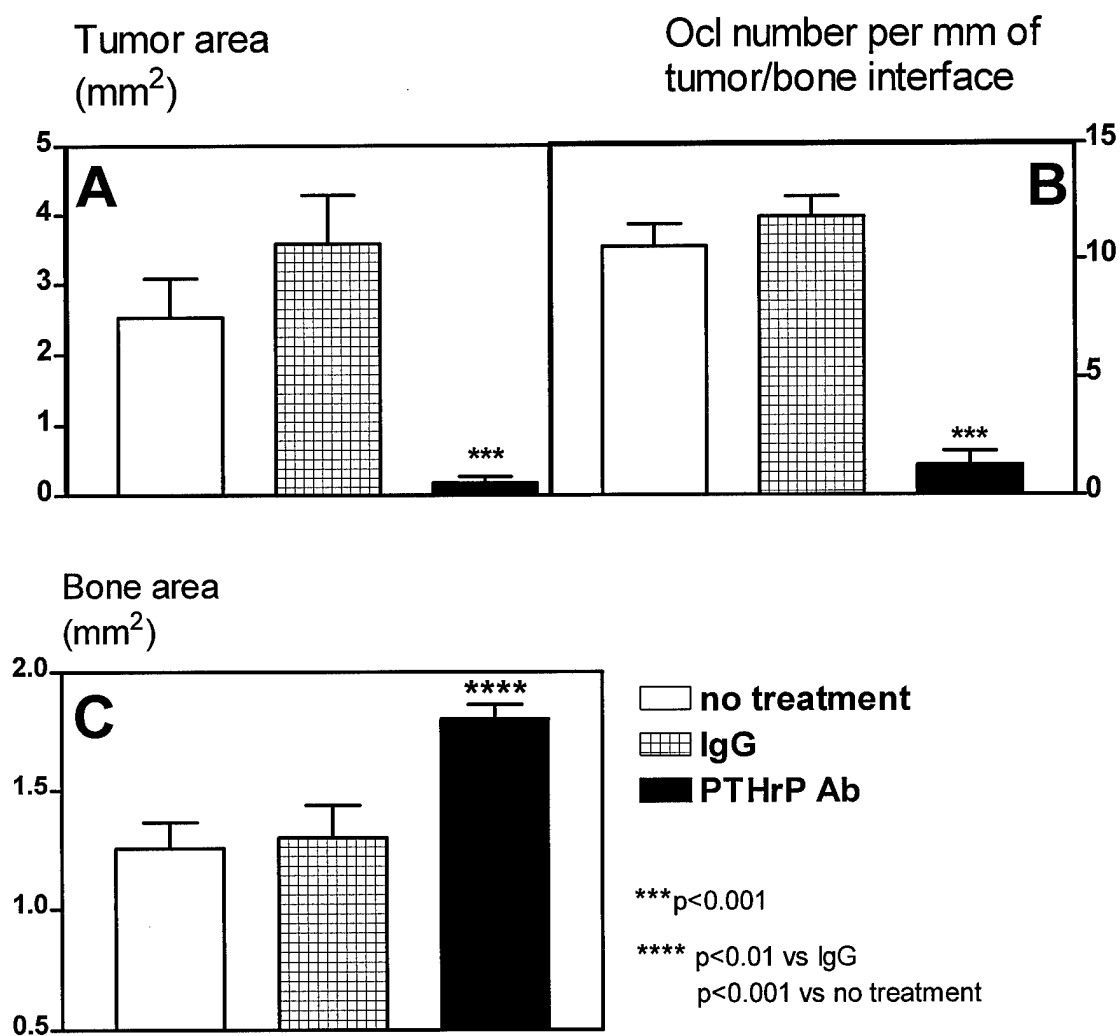 Tumor area
(mm²)
Ocl number per mm of
tumor/bone interface
5
4
3
2
1
0
A
***
B
***
15
10
5
0
Bone area
(mm²)
2.0
1.5
1.0
0.5
C
****
no treatment
IgG
PTHrP Ab
***p<0.001
**** p<0.01 vs IgG
p<0.001 vs no treatment